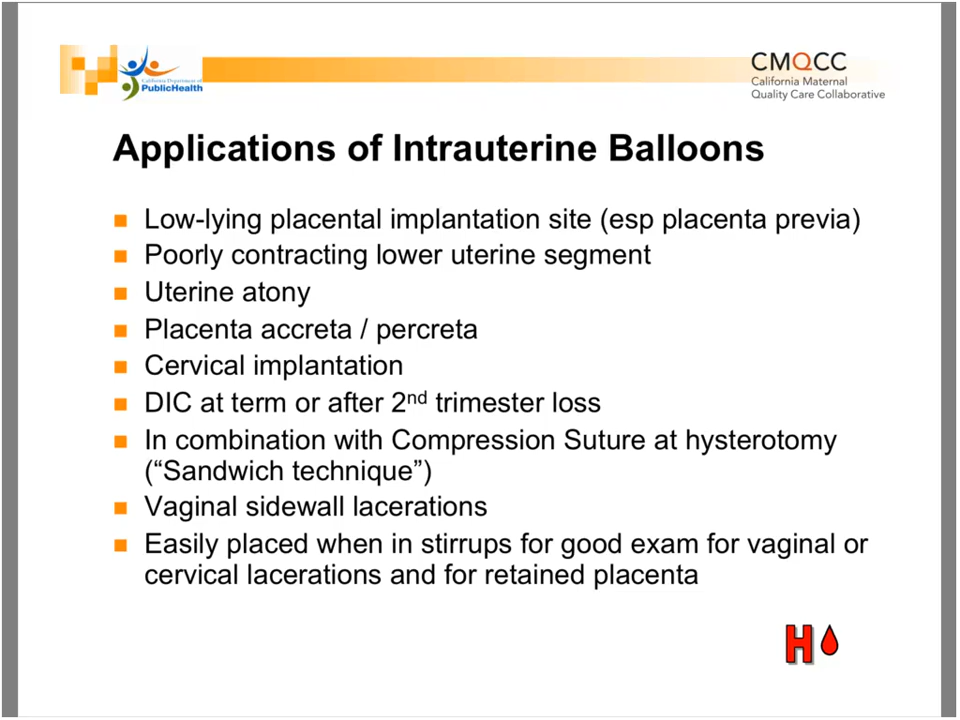 California Department of
PublicHealth
CMQCC
California Maternal
Quality Care Collaborative
Applications of Intrauterine Balloons
Low-lying placental implantation site (esp placenta previa)
Poorly contracting lower uterine segment
Uterine atony
Placenta accreta / percreta
Cervical implantation
DIC at term or after 2nd trimester loss
In combination with Compression Suture at hysterotomy
(“Sandwich technique”)
Vaginal sidewall lacerations
Easily placed when in stirrups for good exam for vaginal or
cervical lacerations and for retained placenta
H